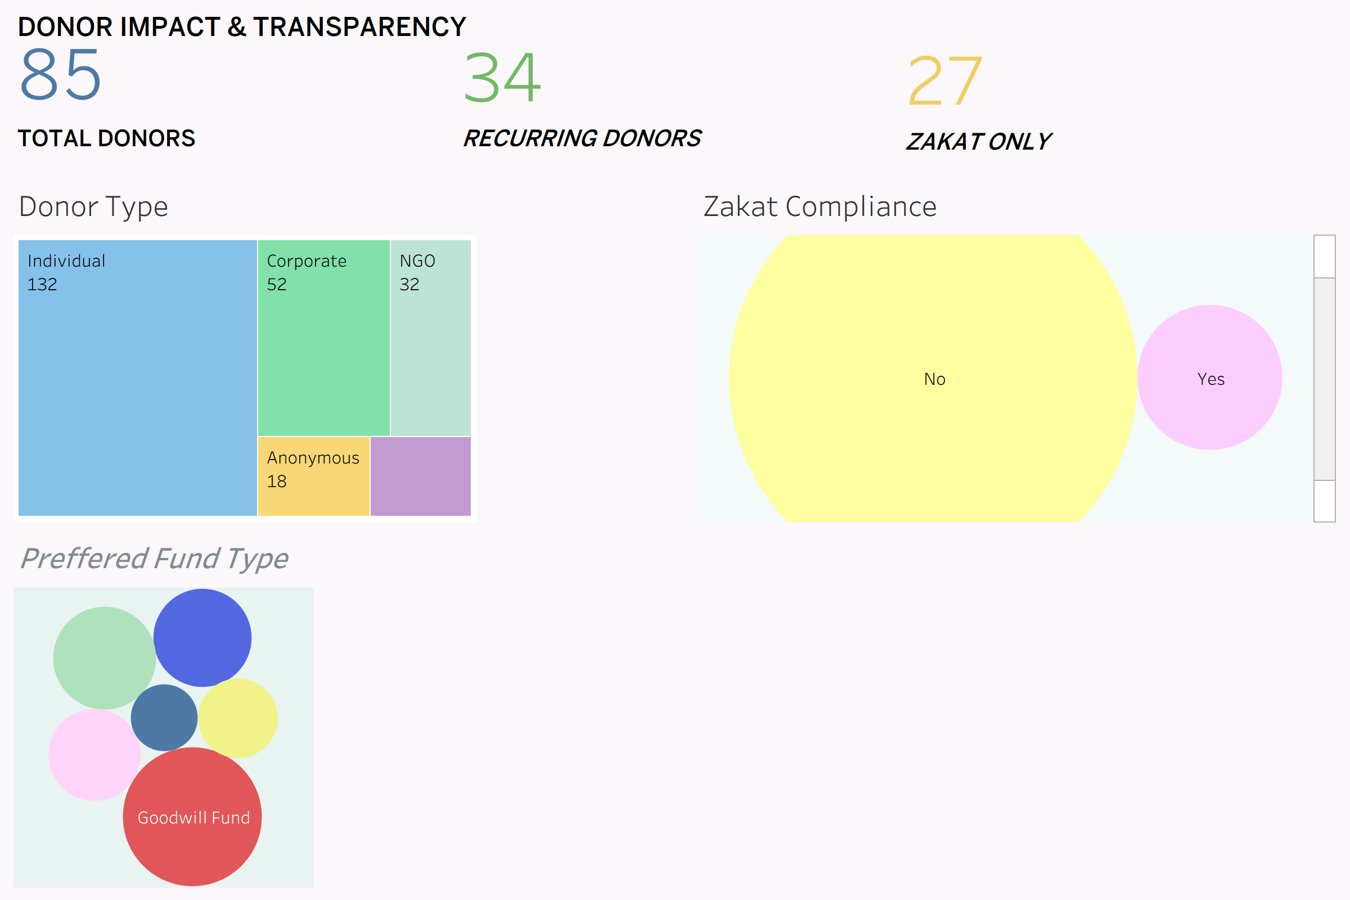 DONOR IMPACT & TRANSPARENCY
85
34
27
TOTAL DONORS
RECURRING DONORS
ZAKAT ONLY
Donor Type
Zakat Compliance
Individual
132
Corporate
52
NGO
32
Anonymous
18
No
Yes
Preffered Fund Type
Goodwill Fund